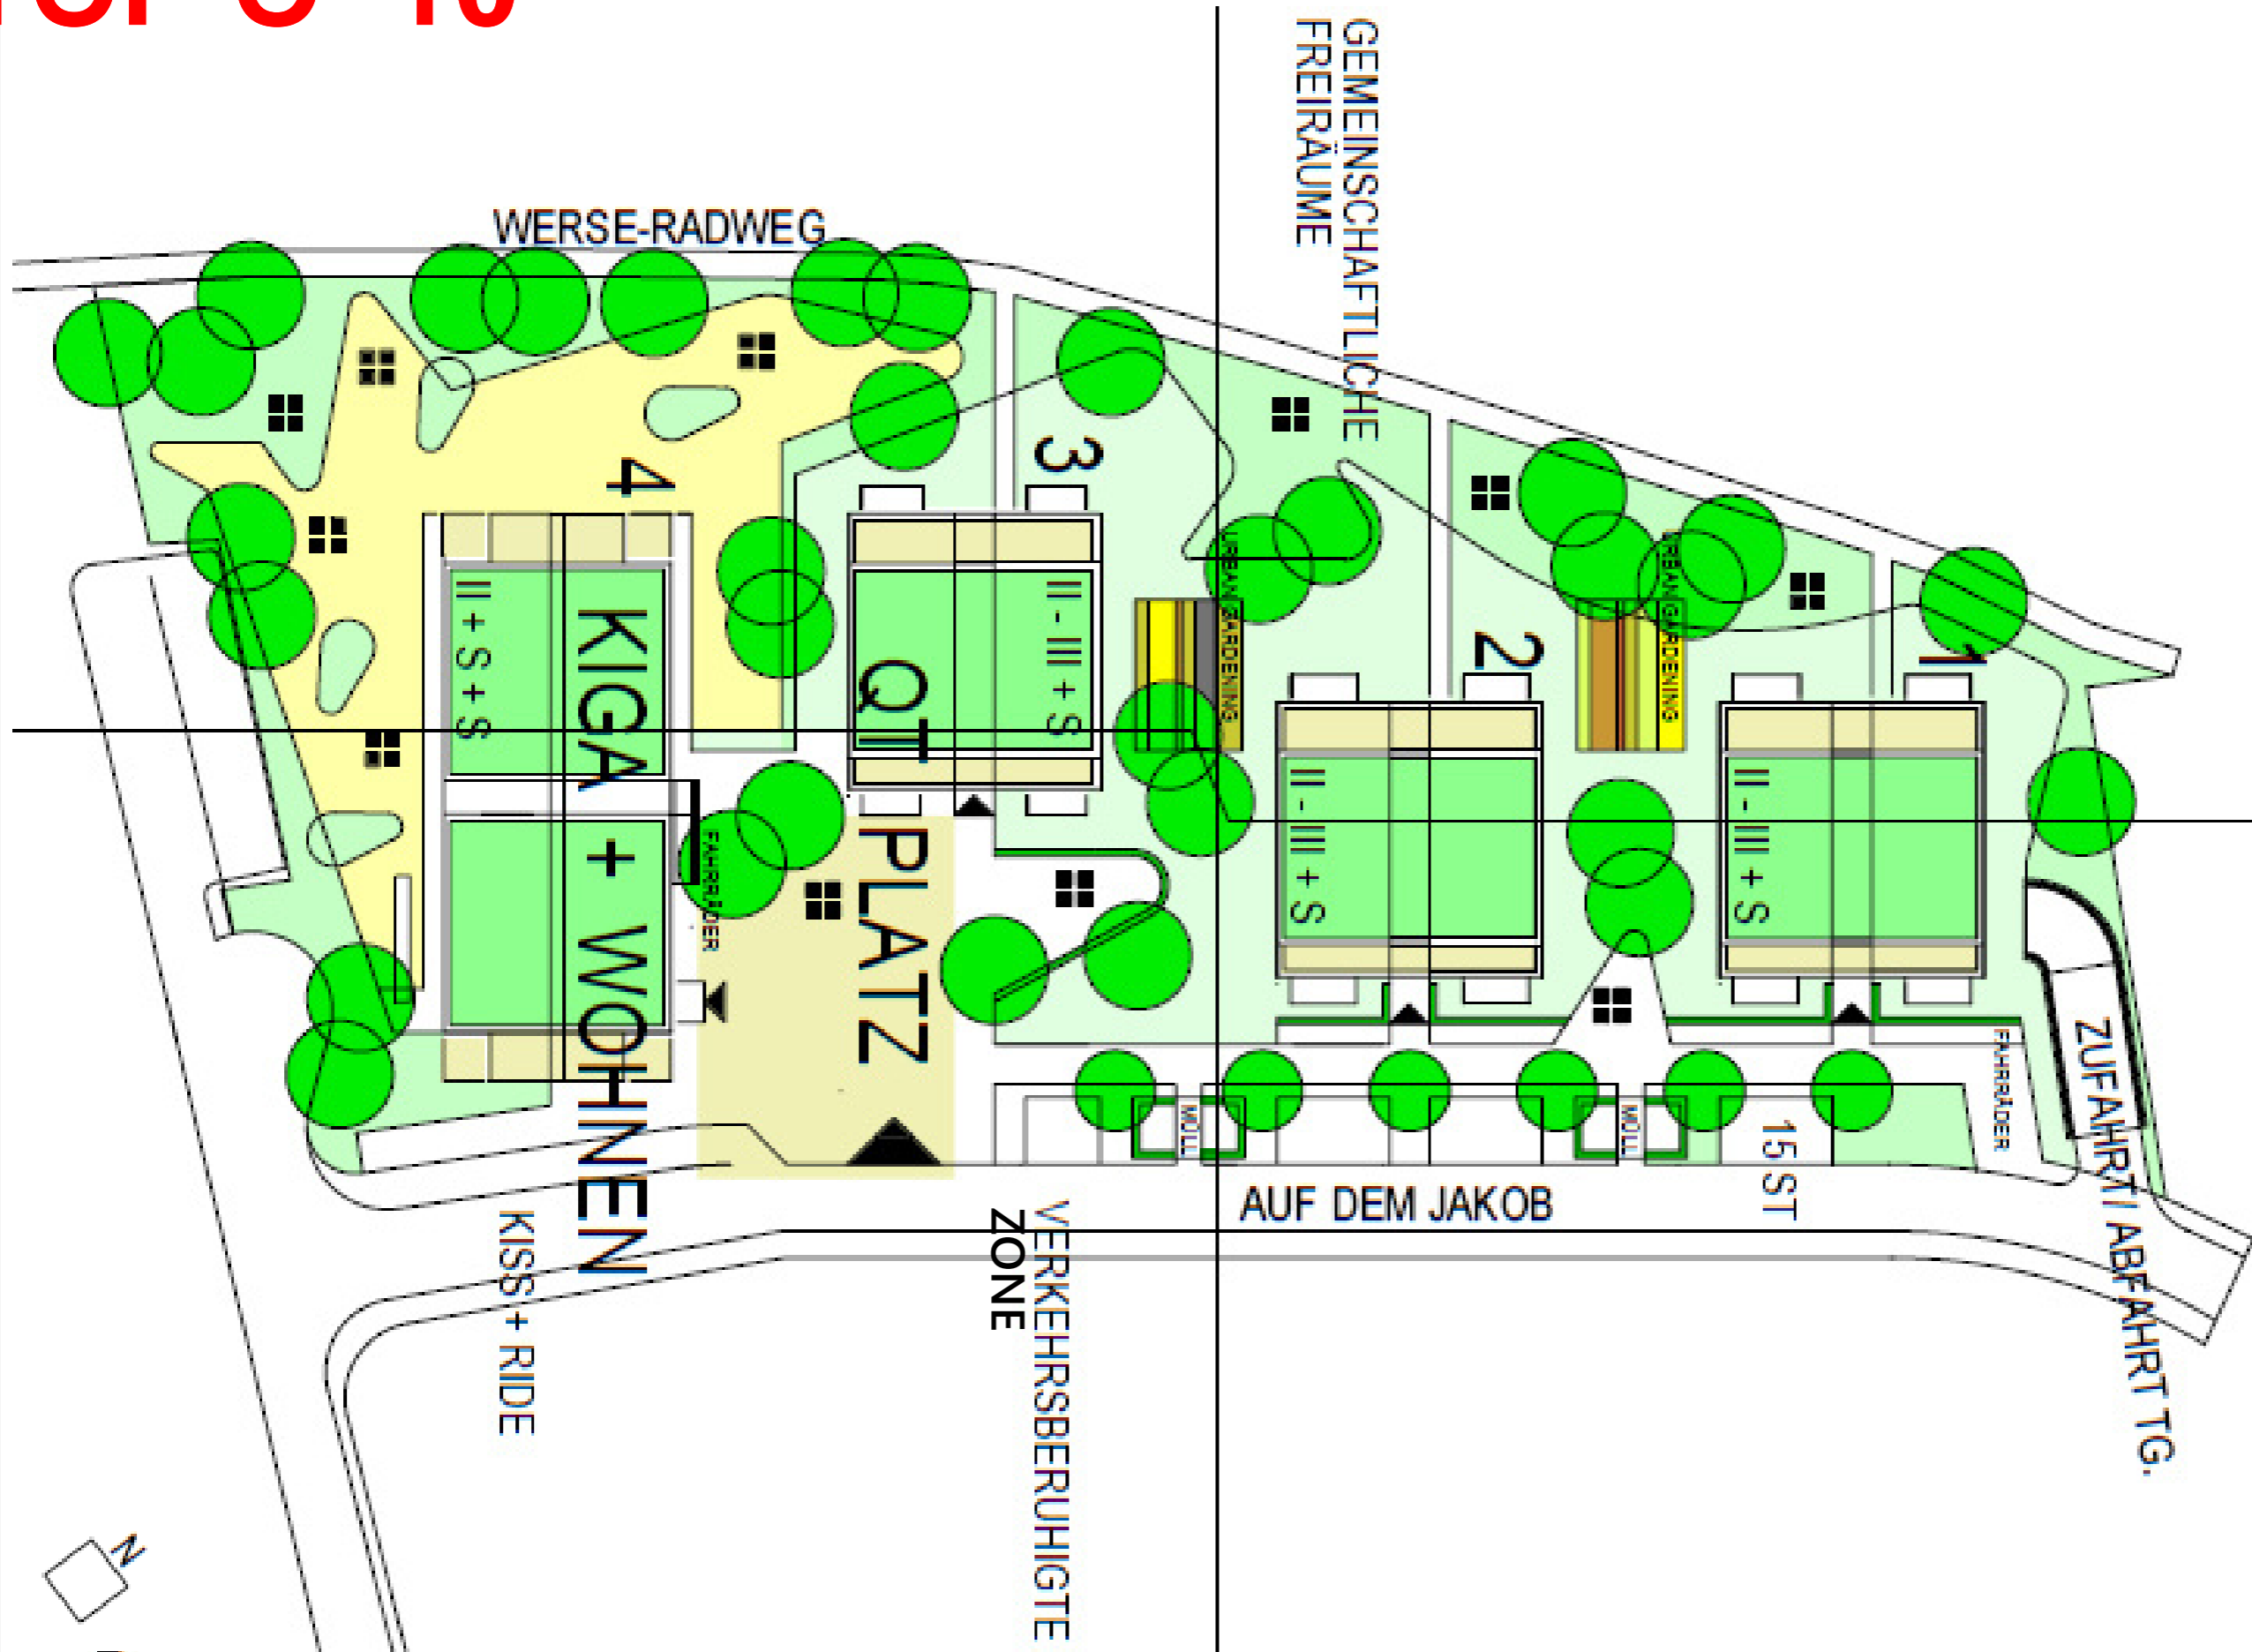 WERSE-RADWEG
GEMEINSCHAFTLICHE
FREIRÄUME
4
3
2
1
III + S + S
KIGA + WOHNEN
QT
PLATZ
II - III + S
II - III + S
II - III + S
URBAN GARDENING
URBAN GARDENING
FAHRRÄDER
FAHRRÄDER
MÜLL
MÜLL
15 ST
ZUFAHRT/ ABFAHRT TG.
AUF DEM JAKOB
KISS + RIDE
VERKEHRSBERUHIGTE
ZONE
N